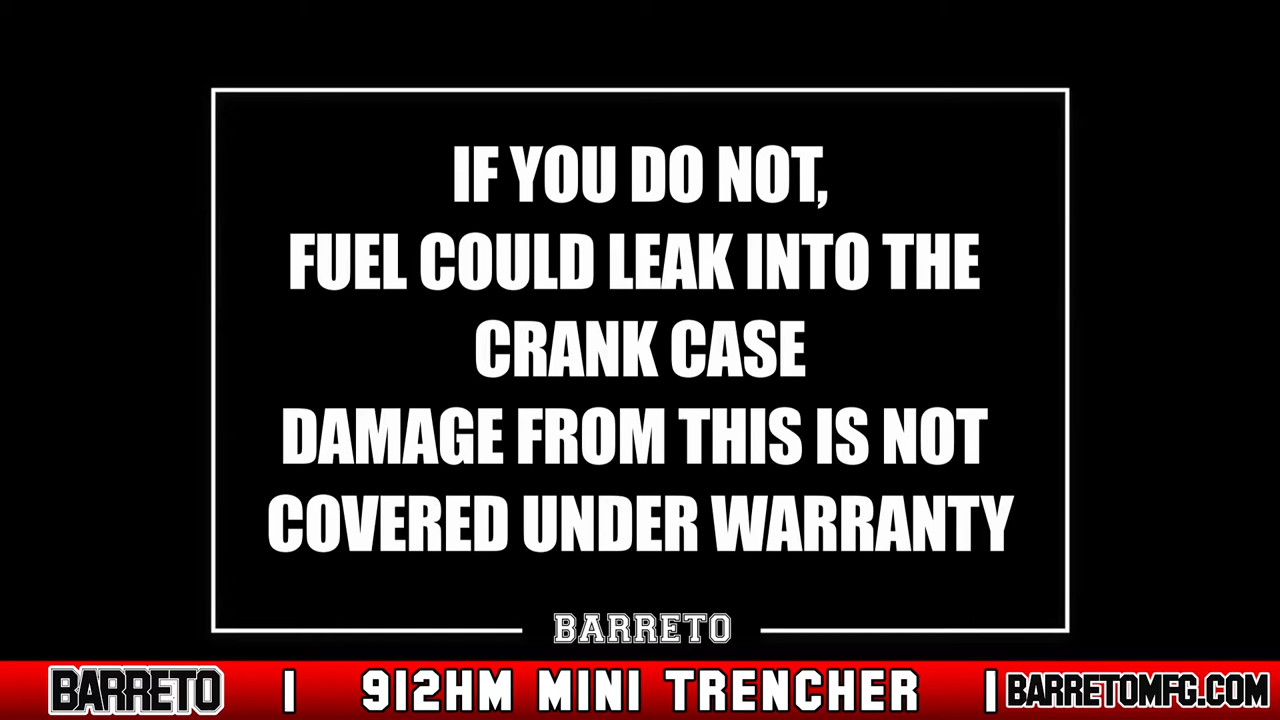 IF YOU DO NOT,
FUEL COULD LEAK INTO THE
CRANK CASE
DAMAGE FROM THIS IS NOT
COVERED UNDER WARRANTY
BARRETO
BARRETO | 912HM MINI TRENCHER | BARRETOMFG.COM